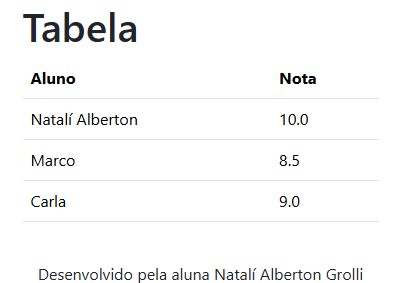 Tabela
Aluno Nota
Natalí Alberton 10.0
Marco 8.5
Carla 9.0
Desenvolvido pela aluna Natalí Alberton Grolli